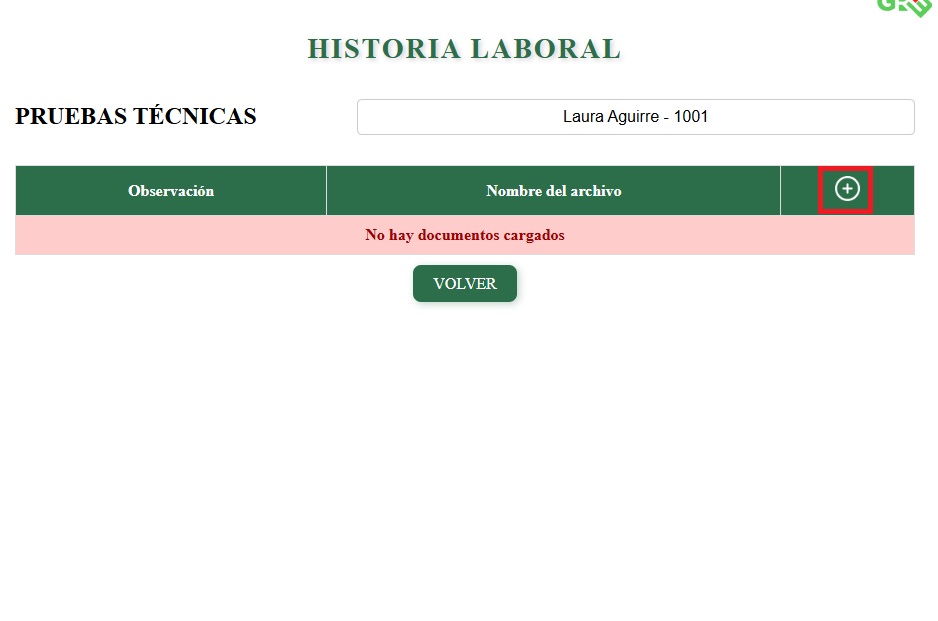 HISTORIA LABORAL
PRUEBAS TÉCNICAS
Laura Aguirre - 1001
Observación
Nombre del archivo
No hay documentos cargados
VOLVER